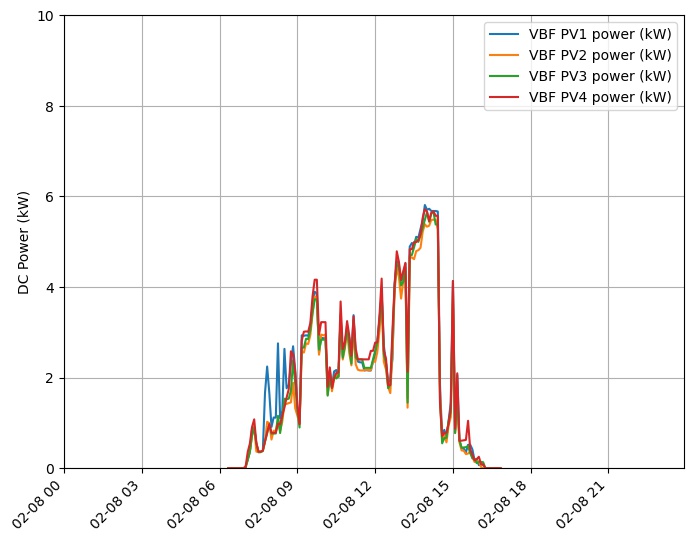 10
8
6
4
2
0
DC Power (kW)
VBF PV1 power (kW)
VBF PV2 power (kW)
VBF PV3 power (kW)
VBF PV4 power (kW)
02-08 00
02-08 03
02-08 06
02-08 09
02-08 12
02-08 15
02-08 18
02-08 21